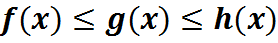 f(x) ≤ g(x) ≤ h(x)